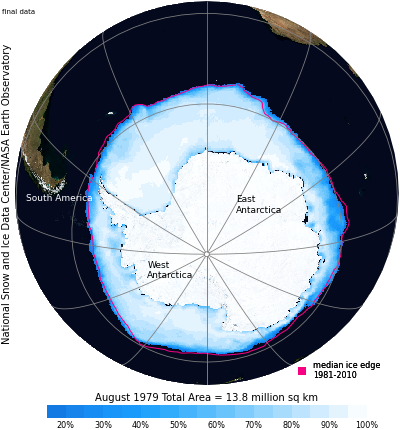 final data
National Snow and Ice Data Center/NASA Earth Observatory
South America
East
Antarctica
West
Antarctica
median ice edge
1981-2010
August 1979 Total Area = 13.8 million sq km
20% 30% 40% 50% 60% 70% 80% 90% 100%